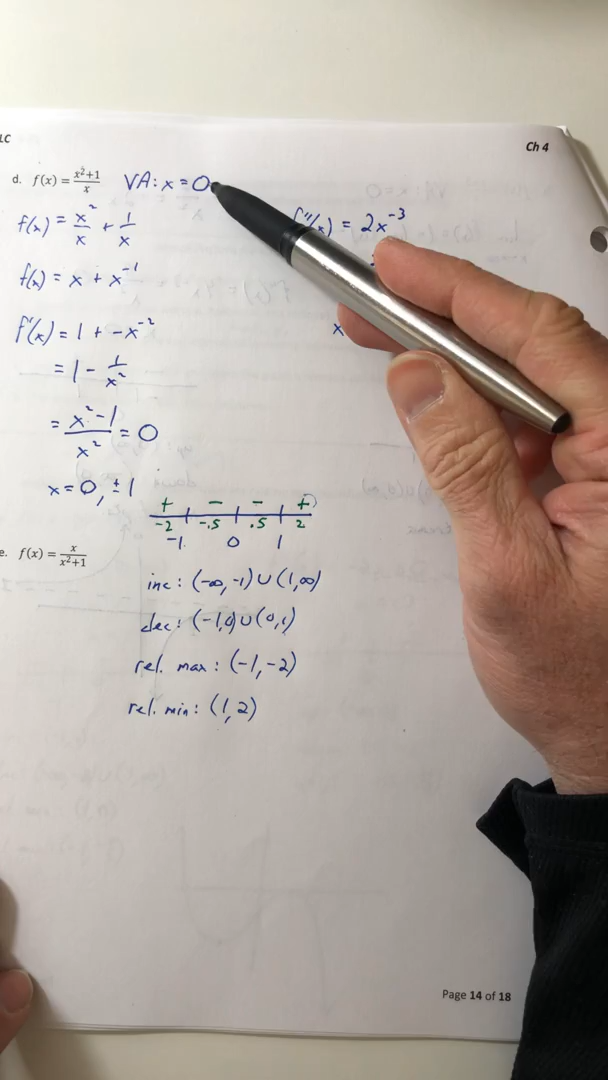 LC
Ch 4
d. f(x) = x²+1/x VA: x = 0
f(x) = x²/x + 1/x
f''(x) = 2x⁻³
f(x) = x + x⁻¹
f'(x) = 1 + -x⁻²
x
= 1 - 1/x²
= x²-1/x² = 0
x = 0, ±1
+ - - +
-2 -.5 .5 2
-1 0 1
e. f(x) = x/x²+1
inc: (-∞, -1) ∪ (1, ∞)
dec: (-1,0) ∪ (0,1)
rel. max: (-1, -2)
rel. min: (1, 2)
Page 14 of 18